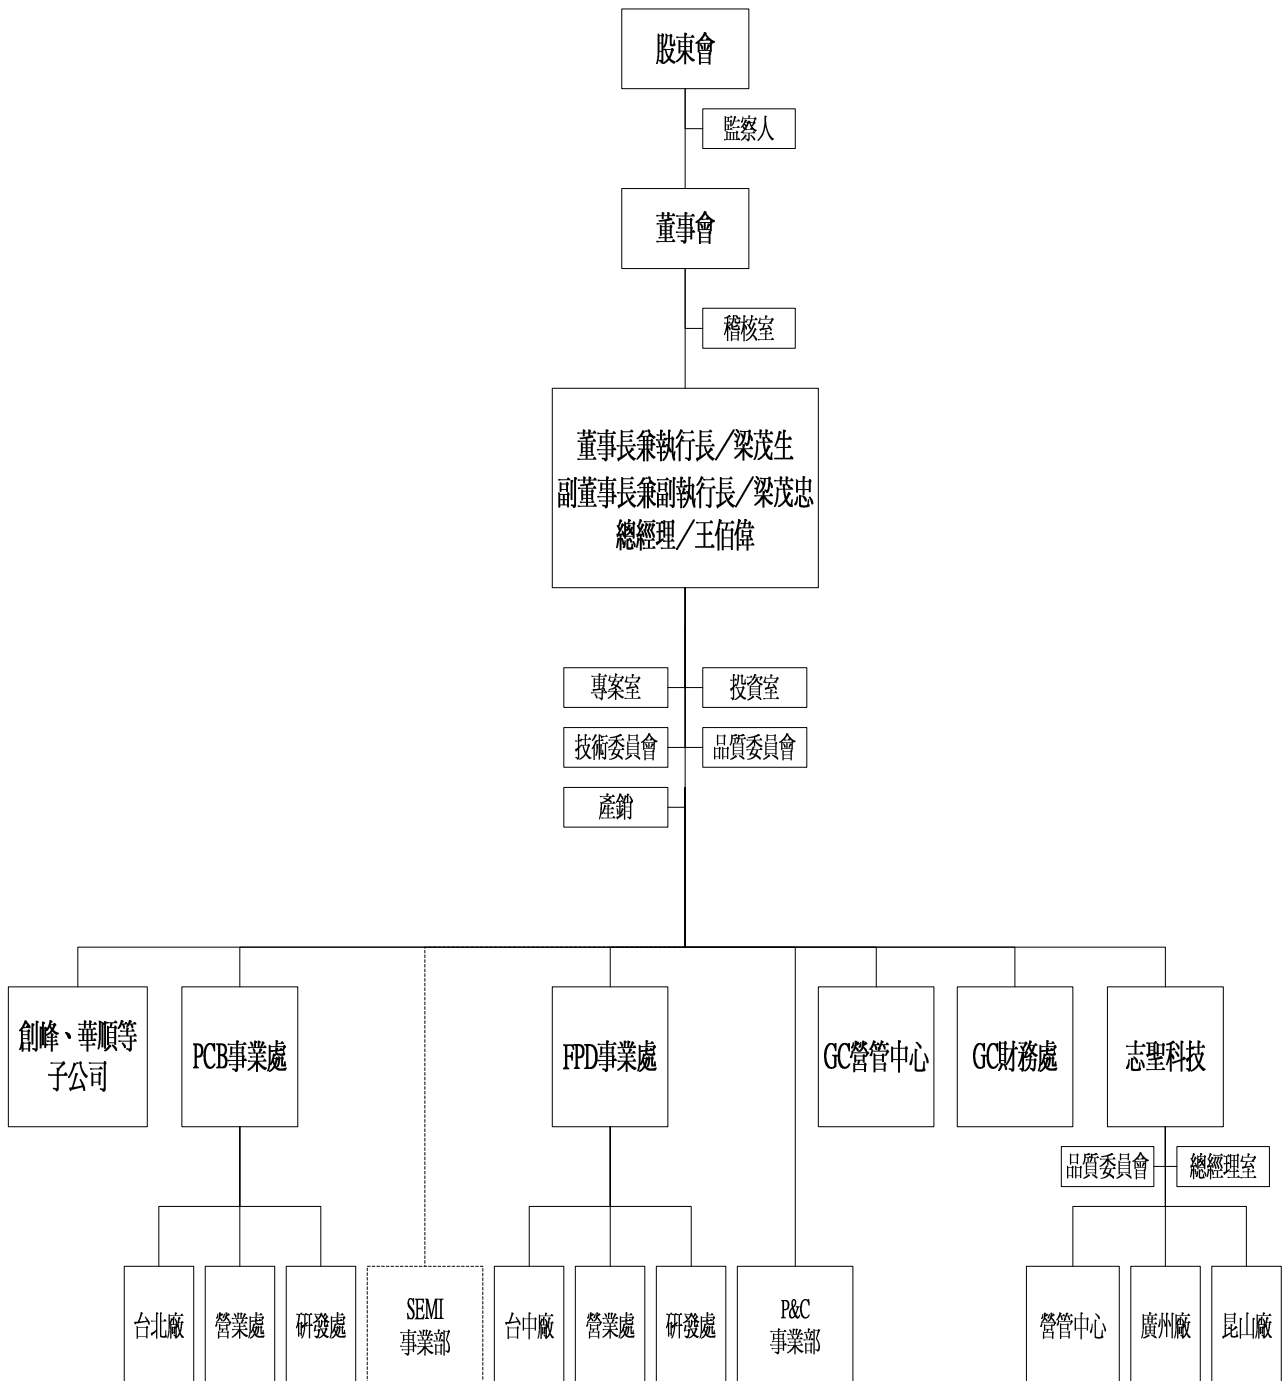 股東會
監察人
董事會
稽核室
董事長兼執行長／梁茂生
副董事長兼副執行長／梁茂忠
總經理／王佰偉
專案室
投資室
技術委員會
品質委員會
產銷
創峰、華順等
子公司
PCB事業處
FPD事業處
GC營管中心
GC財務處
志聖科技
品質委員會
總經理室
台北廠
營業處
研發處
SEMI
事業部
台中廠
營業處
研發處
P&C
事業部
營管中心
廣州廠
昆山廠